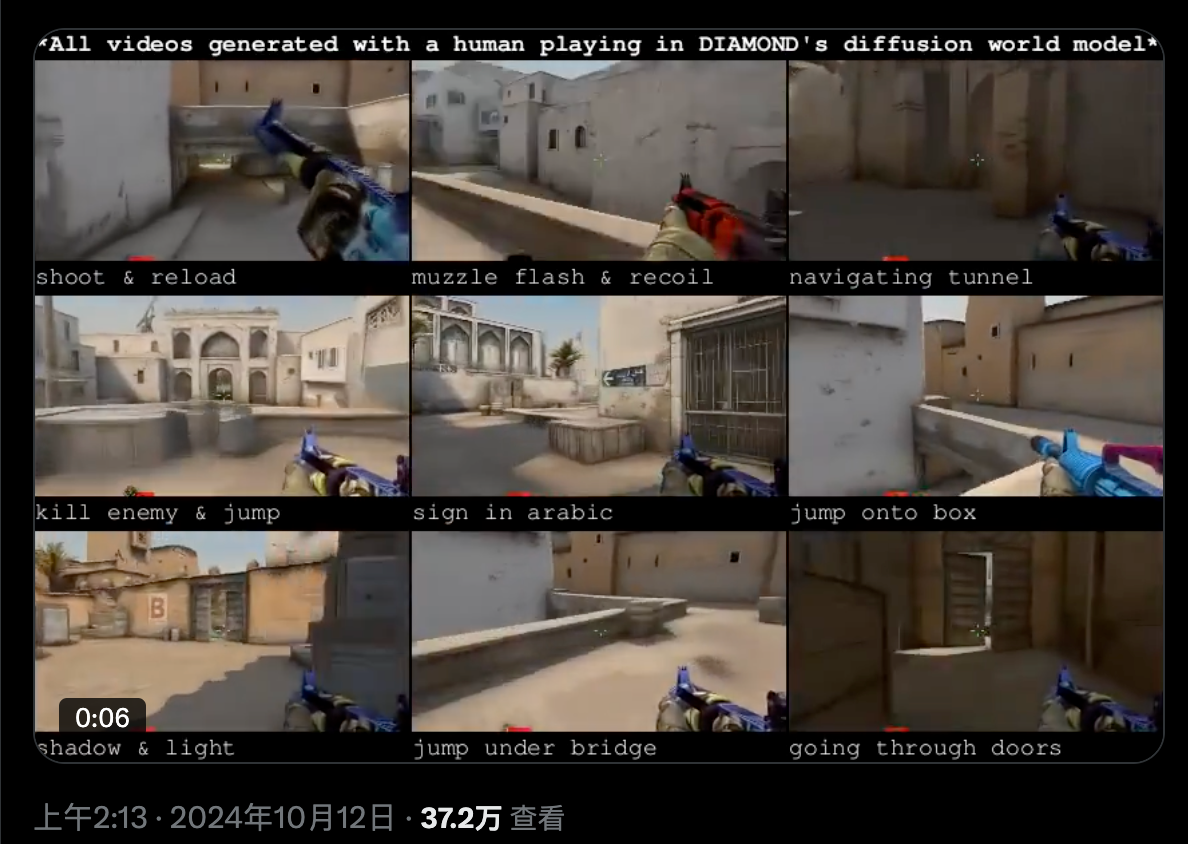 *All videos generated with a human playing in DIAMOND's diffusion world model*
shoot & reload
muzzle flash & recoil
navigating tunnel
kill enemy & jump
sign in arabic
jump onto box
B
0:06
shadow & light
jump under bridge
going through doors
上午2:13 · 2024年10月12日 · 37.2万 查看